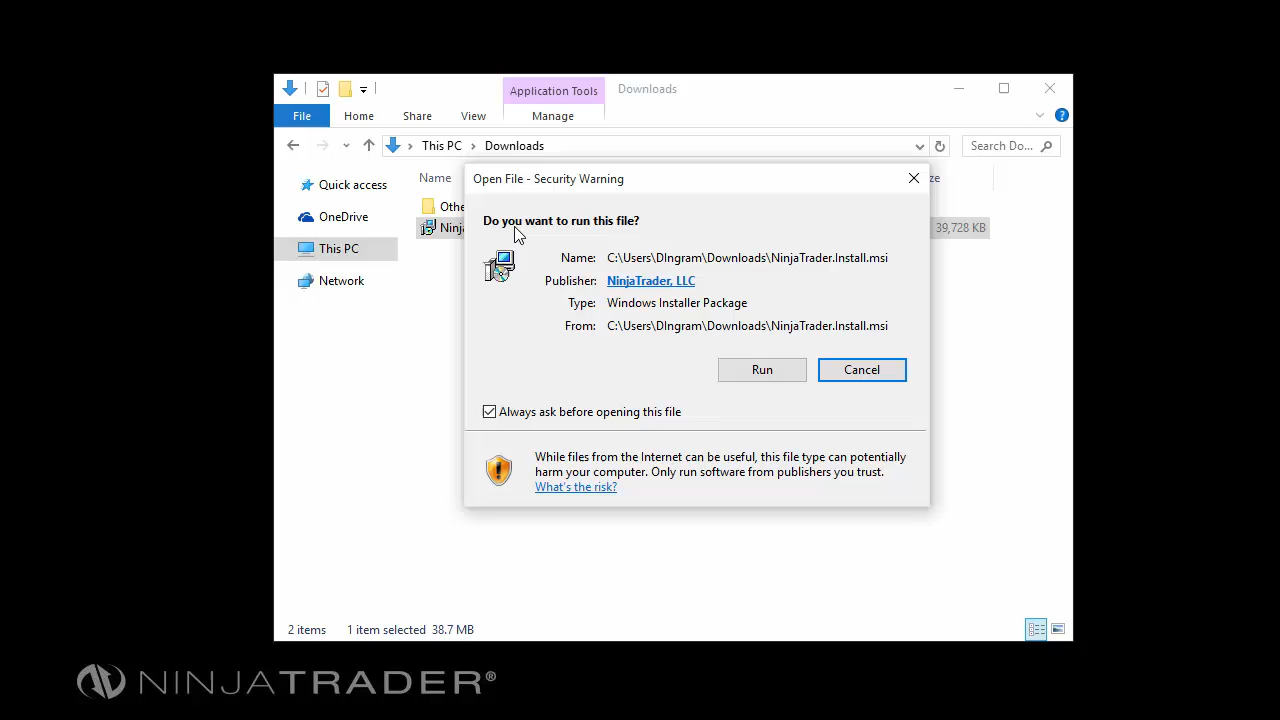 Application Tools
Downloads
File
Home
Share
View
Manage
This PC
Downloads
Search Do...
Open File - Security Warning
Quick access
OneDrive
This PC
Network
Name
ze
Othe
Ninja
39,728 KB
Do you want to run this file?
Name: C:\Users\DIngram\Downloads\NinjaTrader.Install.msi
Publisher: NinjaTrader, LLC
Type: Windows Installer Package
From: C:\Users\DIngram\Downloads\NinjaTrader.Install.msi
Run
Cancel
Always ask before opening this file
While files from the Internet can be useful, this file type can potentially
harm your computer. Only run software from publishers you trust.
What's the risk?
2 items
1 item selected 38.7 MB
NINJATRADER®